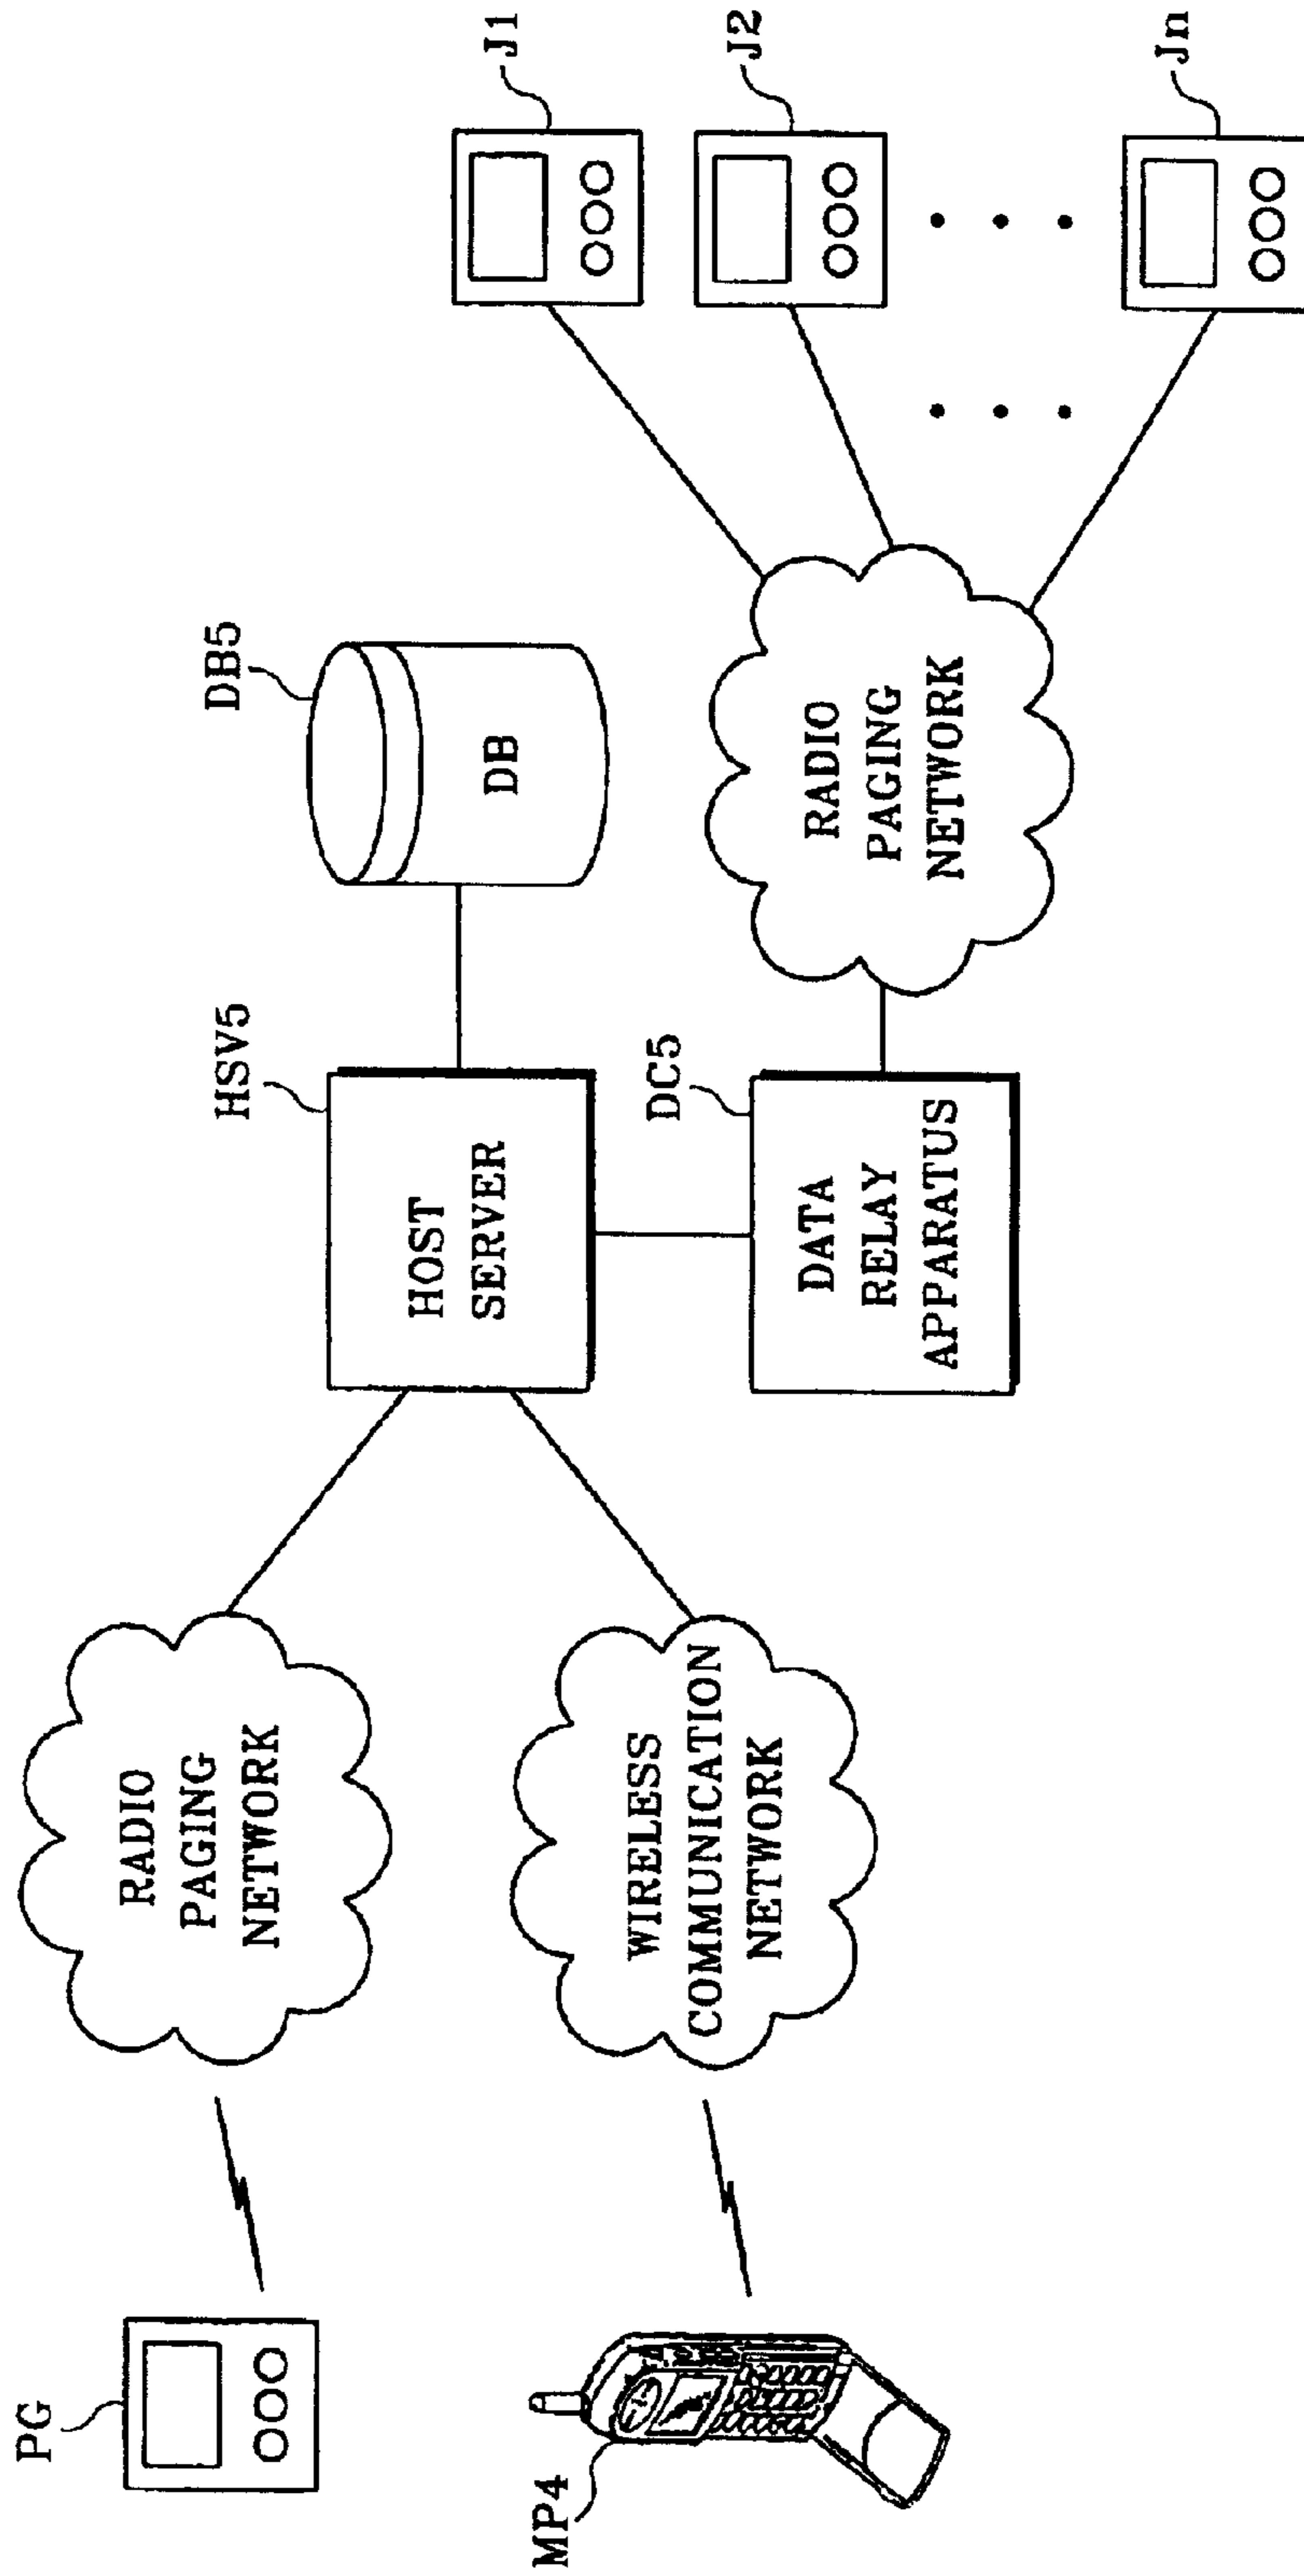 PG
RADIO
PAGING
NETWORK
MP4
WIRELESS
COMMUNICATION
NETWORK
HSV5
HOST
SERVER
DB5
DB
DC5
DATA
RELAY
APPARATUS
RADIO
PAGING
NETWORK
J1
J2
Jn